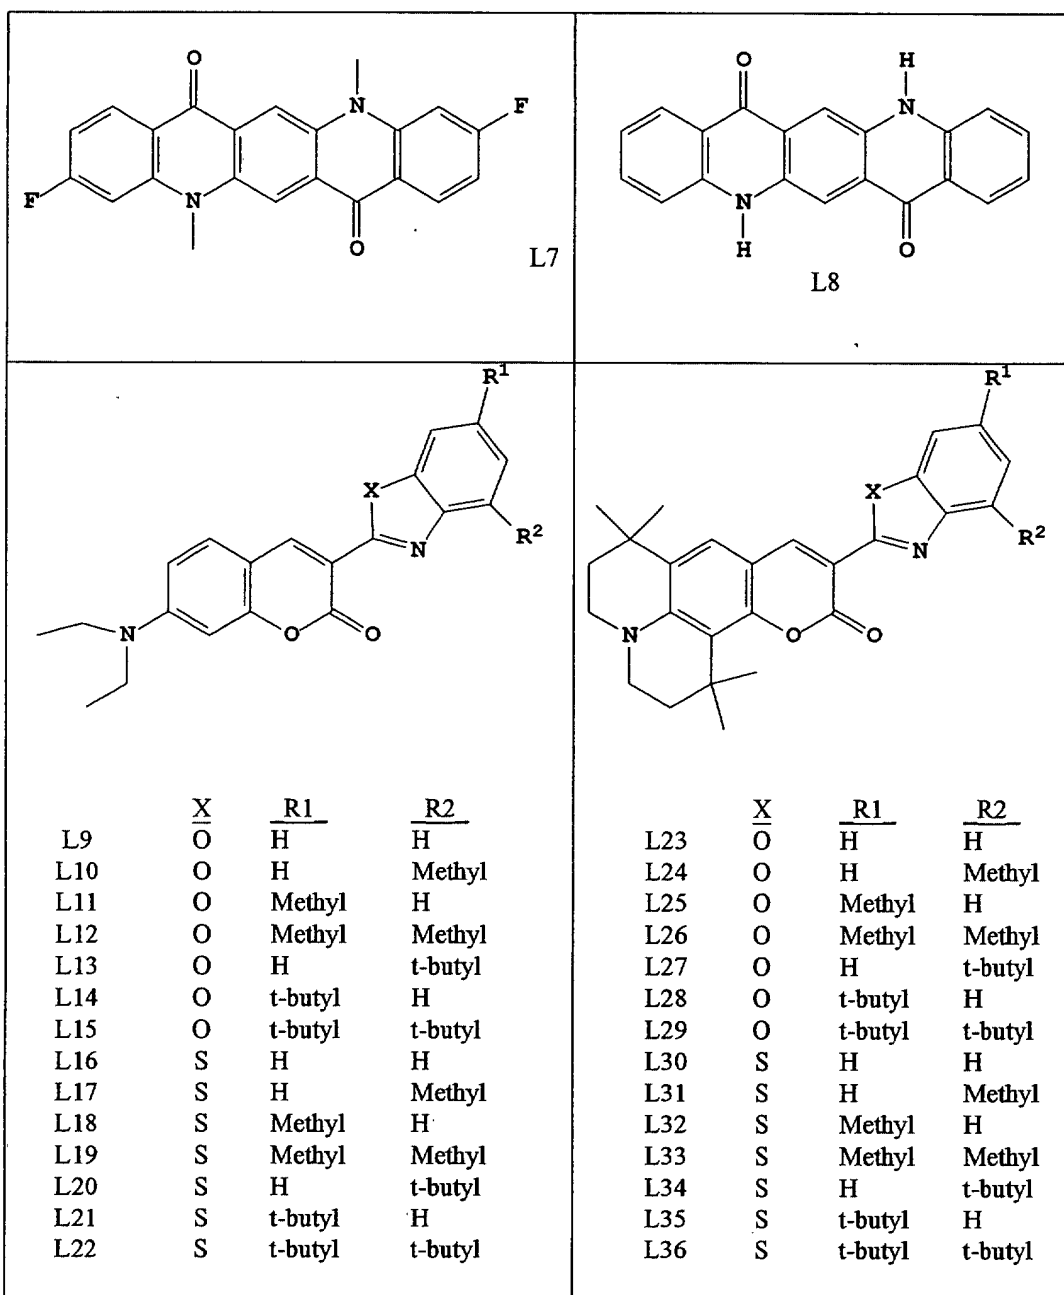 O
N
F
F
N
O
L7
O
H
N
N
H
O
L8
R¹
X
R²
N
N
O
O
X R1 R2
L9 O H H
L10 O H Methyl
L11 O Methyl H
L12 O Methyl Methyl
L13 O H t-butyl
L14 O t-butyl H
L15 O t-butyl t-butyl
L16 S H H
L17 S H Methyl
L18 S Methyl H
L19 S Methyl Methyl
L20 S H t-butyl
L21 S t-butyl H
L22 S t-butyl t-butyl
R¹
X
R²
N
N
O
O
X R1 R2
L23 O H H
L24 O H Methyl
L25 O Methyl H
L26 O Methyl Methyl
L27 O H t-butyl
L28 O t-butyl H
L29 O t-butyl t-butyl
L30 S H H
L31 S H Methyl
L32 S Methyl H
L33 S Methyl Methyl
L34 S H t-butyl
L35 S t-butyl H
L36 S t-butyl t-butyl